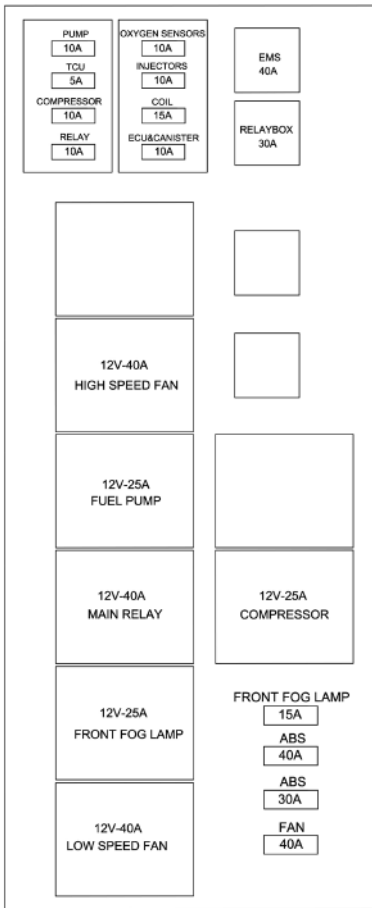 PUMP
10A
TCU
5A
COMPRESSOR
10A
RELAY
10A
OXYGEN SENSORS
10A
INJECTORS
10A
COIL
15A
ECU&CANISTER
10A
EMS
40A
RELAYBOX
30A
12V-40A
HIGH SPEED FAN
12V-25A
FUEL PUMP
12V-40A
MAIN RELAY
12V-25A
FRONT FOG LAMP
12V-40A
LOW SPEED FAN
12V-25A
COMPRESSOR
FRONT FOG LAMP
15A
ABS
40A
ABS
30A
FAN
40A